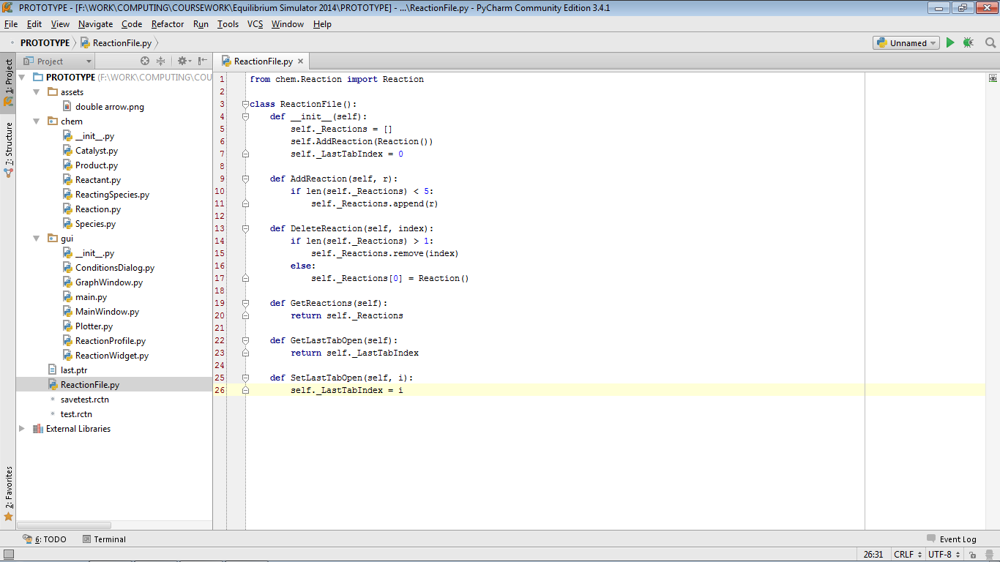 PROTOTYPE - [F:\WORK\COMPUTING\COURSEWORK\Equilibrium Simulator 2014\PROTOTYPE] - ...\ReactionFile.py - PyCharm Community Edition 3.4.1
File Edit View Navigate Code Refactor Run Tools VCS Window Help
PROTOTYPE ReactionFile.py Unnamed
1: Project
7: Structure
2: Favorites
Project
PROTOTYPE (F:\WORK\COMPUTING\COU
assets
double arrow.png
chem
__init__.py
Catalyst.py
Product.py
Reactant.py
ReactingSpecies.py
Reaction.py
Species.py
gui
__init__.py
ConditionsDialog.py
GraphWindow.py
main.py
MainWindow.py
Plotter.py
ReactionProfile.py
ReactionWidget.py
last.ptr
ReactionFile.py
savetest.rctn
test.rctn
External Libraries
ReactionFile.py
1 from chem.Reaction import Reaction
2
3 class ReactionFile():
4     def __init__(self):
5         self._Reactions = []
6         self.AddReaction(Reaction())
7         self._LastTabIndex = 0
8
9     def AddReaction(self, r):
10         if len(self._Reactions) < 5:
11             self._Reactions.append(r)
12
13     def DeleteReaction(self, index):
14         if len(self._Reactions) > 1:
15             self._Reactions.remove(index)
16         else:
17             self._Reactions[0] = Reaction()
18
19     def GetReactions(self):
20         return self._Reactions
21
22     def GetLastTabOpen(self):
23         return self._LastTabIndex
24
25     def SetLastTabOpen(self, i):
26         self._LastTabIndex = i
6: TODO Terminal Event Log
26:31 CRLF UTF-8